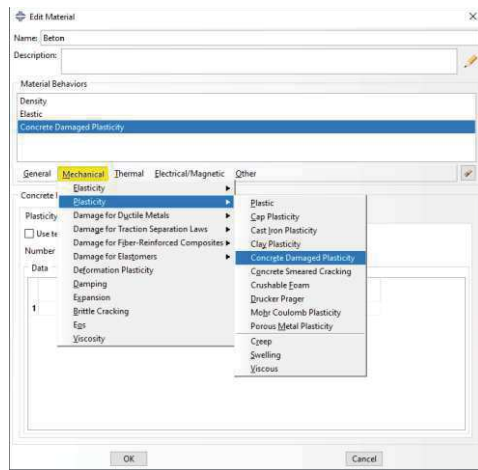 Edit Material
Name: Beton
Description:
Material Behaviors
Density
Elastic
Concrete Damaged Plasticity
General Mechanical Thermal Electrical/Magnetic Other
Elasticity
Plasticity
Damage for Ductile Metals
Damage for Traction Separation Laws
Damage for Fiber-Reinforced Composites
Damage for Elastomers
Deformation Plasticity
Damping
Expansion
Brittle Cracking
Eos
Viscosity
Plastic
Cap Plasticity
Cast Iron Plasticity
Clay Plasticity
Concrete Damaged Plasticity
Concrete Smeared Cracking
Crushable Foam
Drucker Prager
Mohr Coulomb Plasticity
Porous Metal Plasticity
Creep
Swelling
Viscous
Concrete
Plasticity
Use te
Number
Data
1
OK Cancel